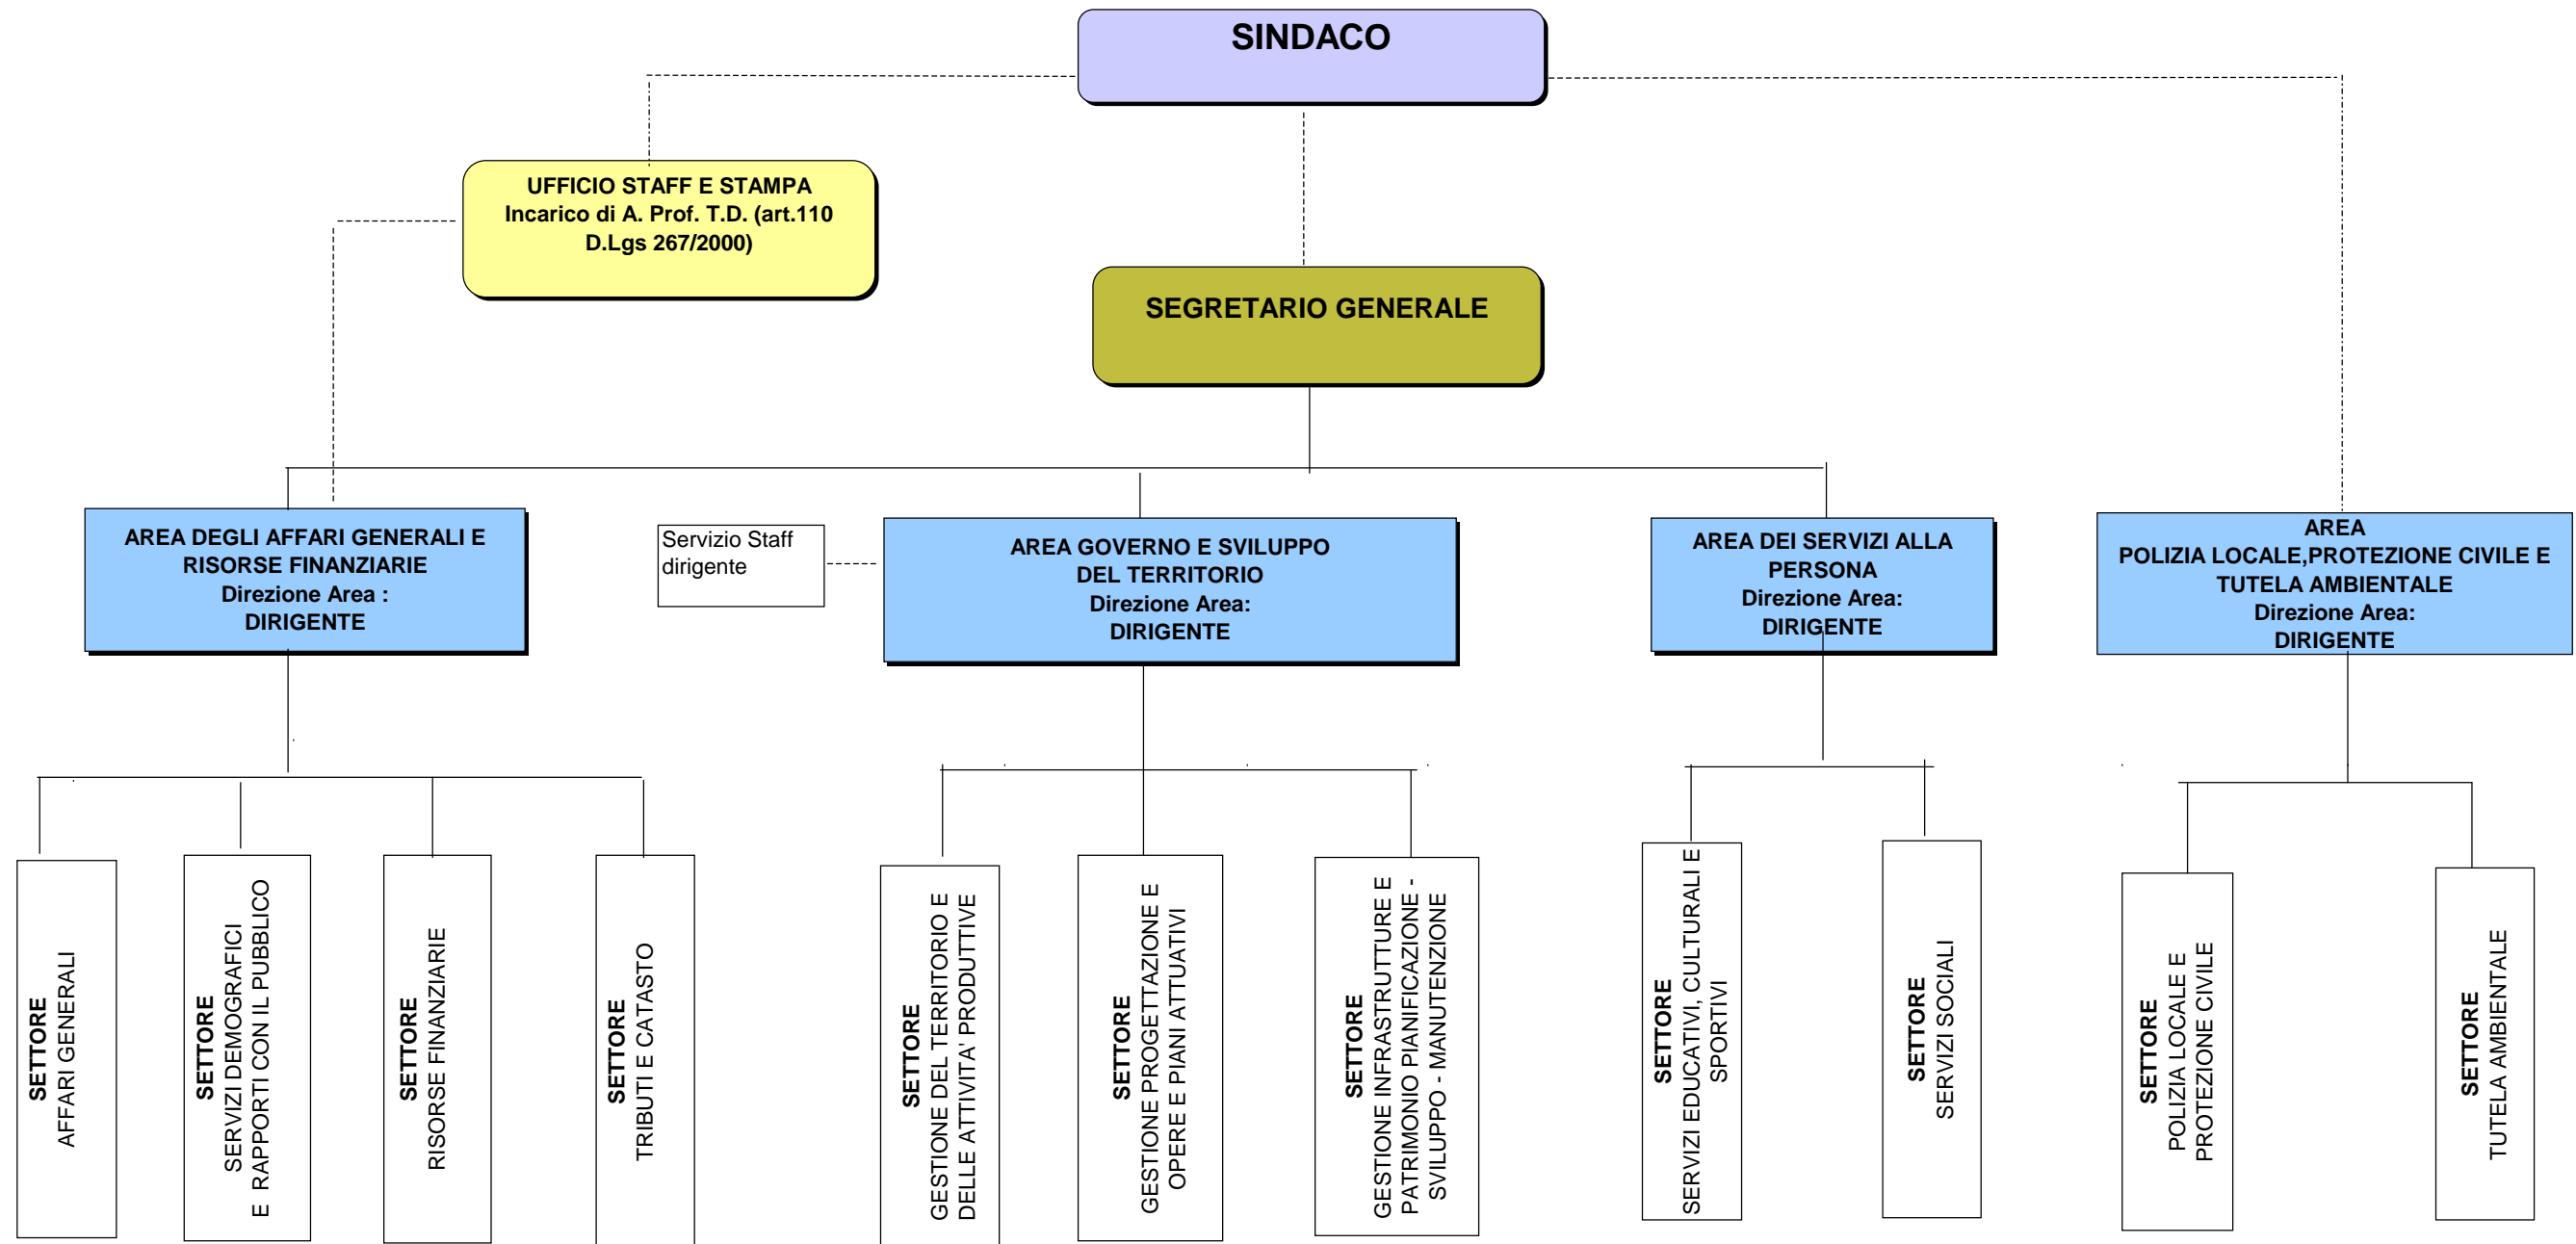 SINDACO
UFFICIO STAFF E STAMPA
Incarico di A. Prof. T.D. (art.110
D.Lgs 267/2000)
SEGRETARIO GENERALE
AREA DEGLI AFFARI GENERALI E
RISORSE FINANZIARIE
Direzione Area :
DIRIGENTE
Servizio Staff
dirigente
AREA GOVERNO E SVILUPPO
DEL TERRITORIO
Direzione Area:
DIRIGENTE
AREA DEI SERVIZI ALLA
PERSONA
Direzione Area:
DIRIGENTE
AREA
POLIZIA LOCALE,PROTEZIONE CIVILE E
TUTELA AMBIENTALE
Direzione Area:
DIRIGENTE
SETTORE
AFFARI GENERALI
SETTORE
SERVIZI DEMOGRAFICI
E RAPPORTI CON IL PUBBLICO
SETTORE
RISORSE FINANZIARIE
SETTORE
TRIBUTI E CATASTO
SETTORE
GESTIONE DEL TERRITORIO E
DELLE ATTIVITA' PRODUTTIVE
SETTORE
GESTIONE PROGETTAZIONE E
OPERE E PIANI ATTUATIVI
SETTORE
GESTIONE INFRASTRUTTURE E
PATRIMONIO PIANIFICAZIONE -
SVILUPPO - MANUTENZIONE
SETTORE
SERVIZI EDUCATIVI, CULTURALI E
SPORTIVI
SETTORE
SERVIZI SOCIALI
SETTORE
POLIZIA LOCALE E
PROTEZIONE CIVILE
SETTORE
TUTELA AMBIENTALE